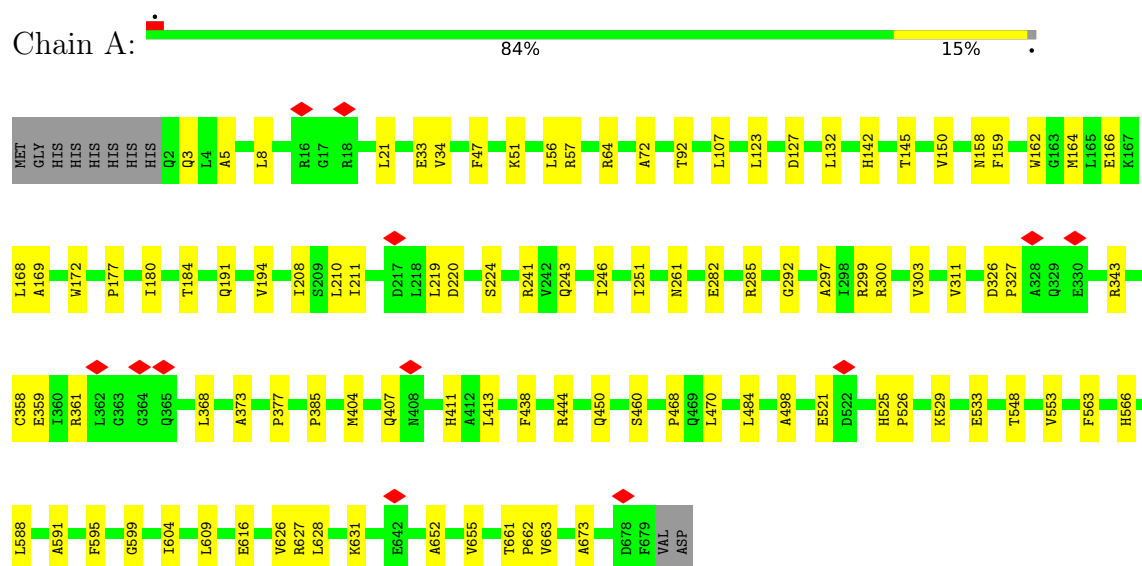 Chain A:
84% 15%
MET GLY HIS HIS HIS HIS HIS HIS Q2 Q3 L4 A5 L8 R16 G17 R18 L21 E33 V34 F47 K51 L56 R57 R64 A72 T92 L107 L123 D127 L132 H142 T145 V150 N158 F159 W162 G163 M164 L165 E166 K167
L168 A169 W172 P177 I180 T184 Q191 V194 I208 S209 L210 I211 D217 L218 L219 D220 S224 R241 V242 Q243 I246 I251 N261 E282 R285 G292 A297 I298 R299 R300 V303 V311 D326 P327 A328 Q329 E330 R343
C358 E359 I360 R361 L362 G363 G364 Q365 L368 A373 P377 P385 M404 Q407 N408 H411 A412 L413 F438 R444 Q450 S460 P468 Q469 L470 L484 A498 E521 D522 H525 P526 K529 E533 T548 V553 F563 H566
L588 A591 F595 G599 I604 L609 E616 V626 R627 L628 K631 E642 A652 V655 T661 P662 V663 A673 D678 F679 VAL ASP